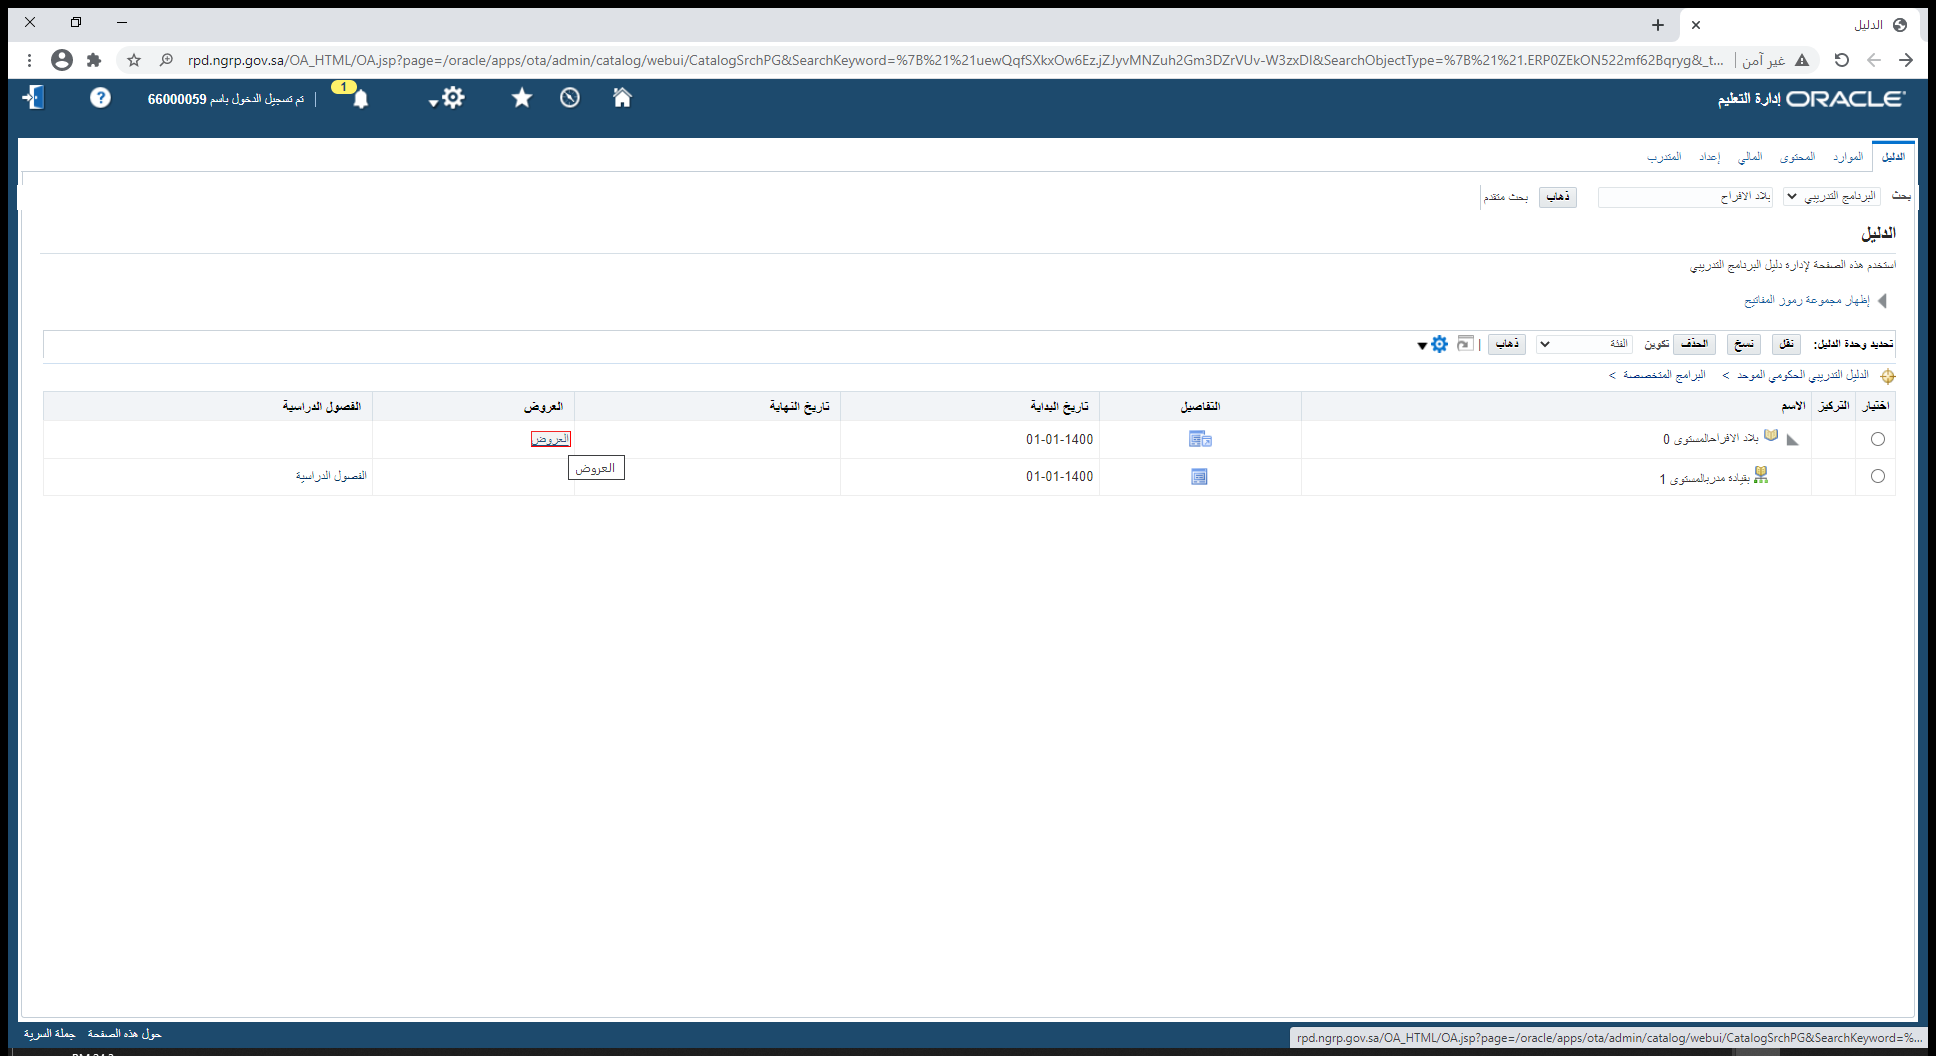 الدليل
rpd.ngrp.gov.sa/OA_HTML/OA.jsp?page=/oracle/apps/ota/admin/catalog/webui/CatalogSrchPG&SearchKeyword=%7B%21%21uewQqfSXkxOw6Ez.jZJyvMNZuh2Gm3DZrVUv-W3zxDI&SearchObjectType=%7B%21%21.ERP0ZEkON522mf62Bqryg&_t...
غير آمن
ORACLE إدارة التعليم
1
تم تسجيل الدخول باسم 66000059
الدليل الموارد المحتوى المالي إعداد المتدرب
بحث البرنامج التدريبي بلاد الافراح ذهاب بحث متقدم
الدليل
استخدم هذه الصفحة لإدارة دليل البرنامج التدريبي
إظهار مجموعة رموز المفاتيح
تحديد وحدة الدليل: نقل نسخ الحذف تكوين الفئة ذهاب
الدليل التدريبي الحكومي الموحد > البرامج المتخصصة >
اختيار التركيز الاسم التفاصيل تاريخ البداية تاريخ النهاية العروض الفصول الدراسية
بلاد الافراحالمستوى 0 01-01-1400 العروض
العروض
بقيادة مدربالمستوى 1 01-01-1400 الفصول الدراسية
حول هذه الصفحة جملة السرية
rpd.ngrp.gov.sa/OA_HTML/OA.jsp?page=/oracle/apps/ota/admin/catalog/webui/CatalogSrchPG&SearchKeyword=%...